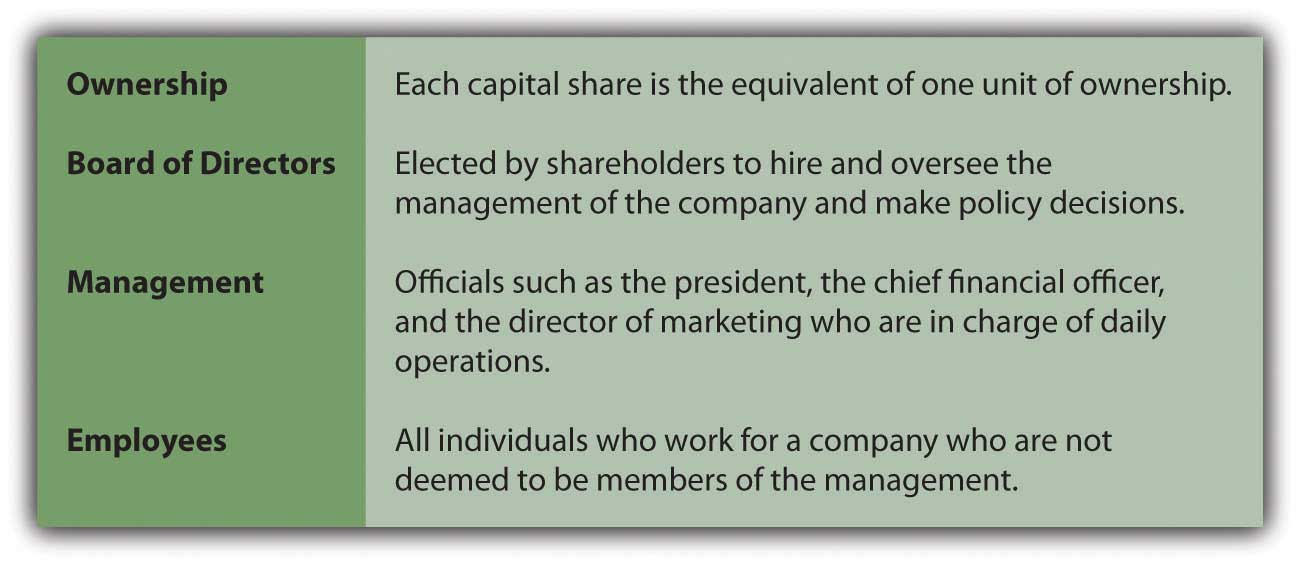 Ownership
Each capital share is the equivalent of one unit of ownership.
Board of Directors
Elected by shareholders to hire and oversee the
management of the company and make policy decisions.
Management
Officials such as the president, the chief financial officer,
and the director of marketing who are in charge of daily
operations.
Employees
All individuals who work for a company who are not
deemed to be members of the management.